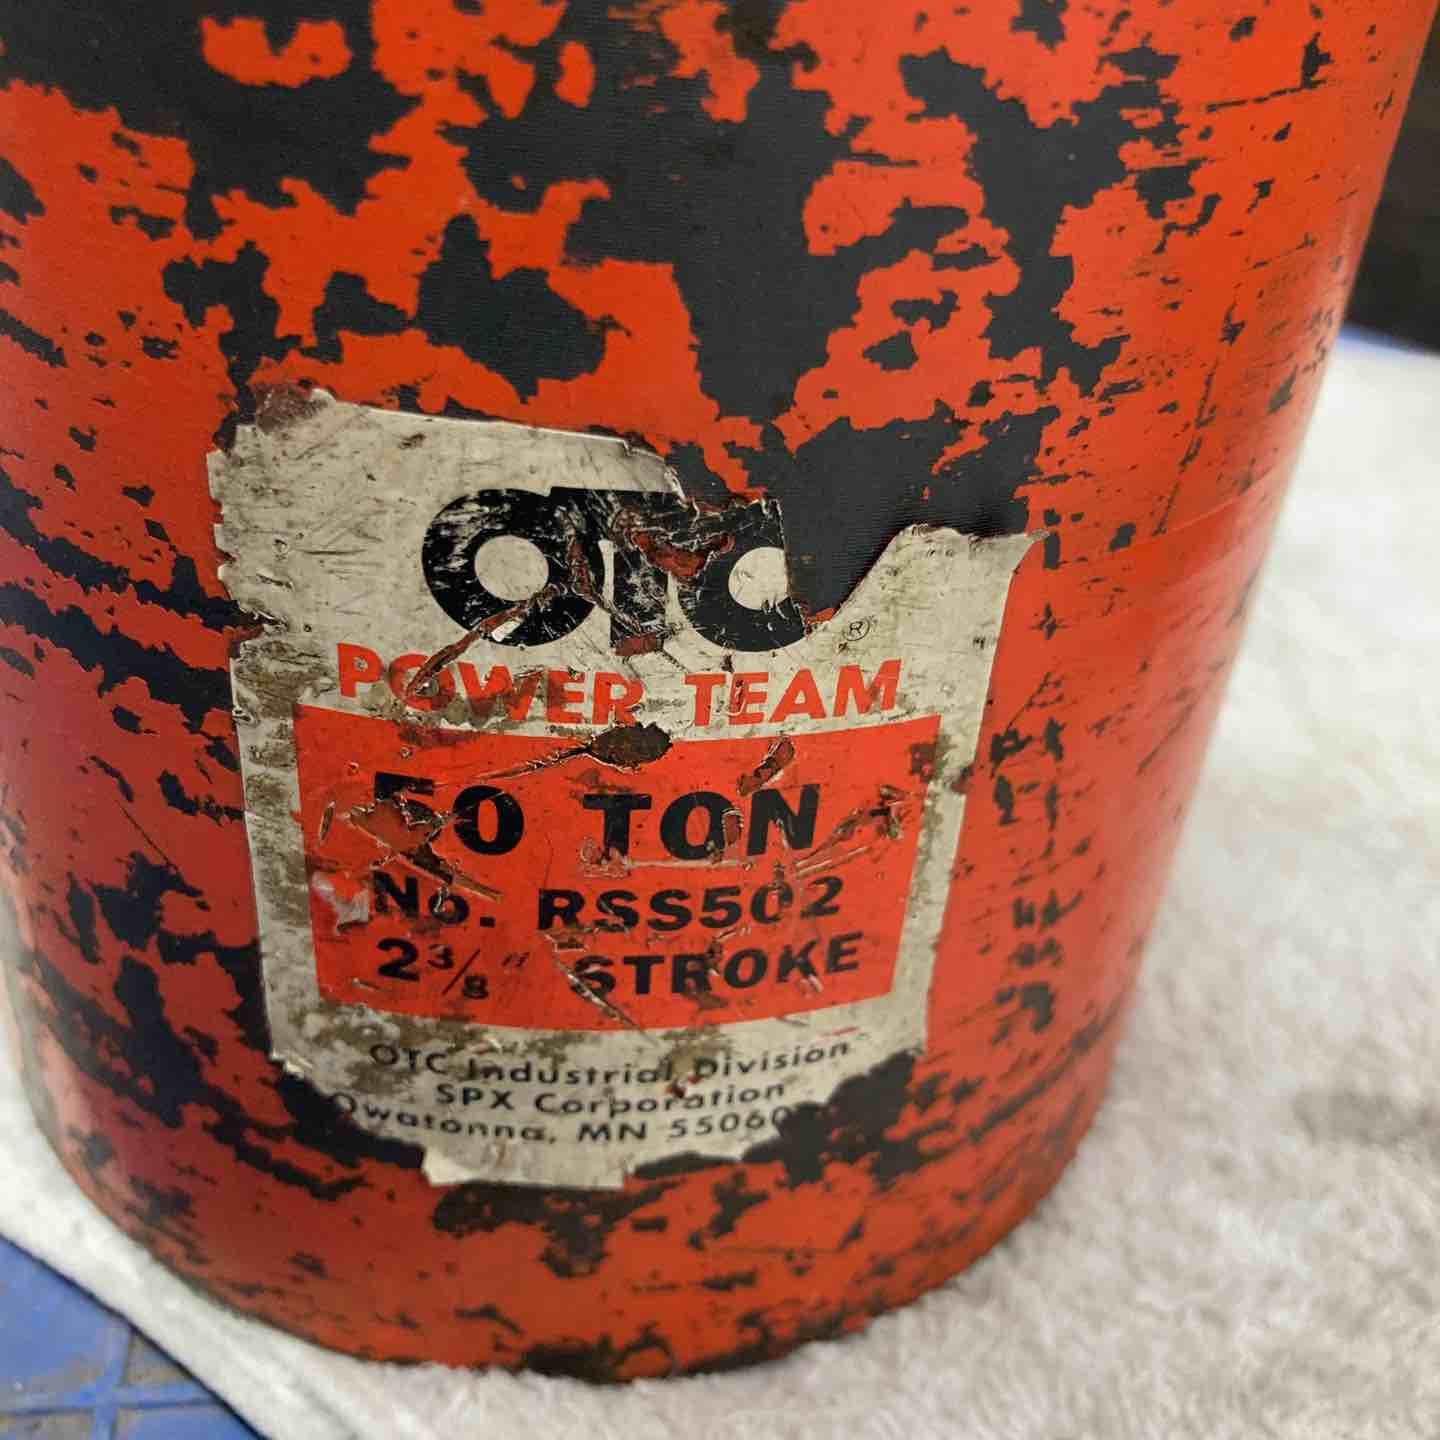 OTC ®
POWER TEAM
50 TON
No. RSS502
2 3/8" STROKE
OTC Industrial Division
SPX Corporation
Owatonna, MN 55060